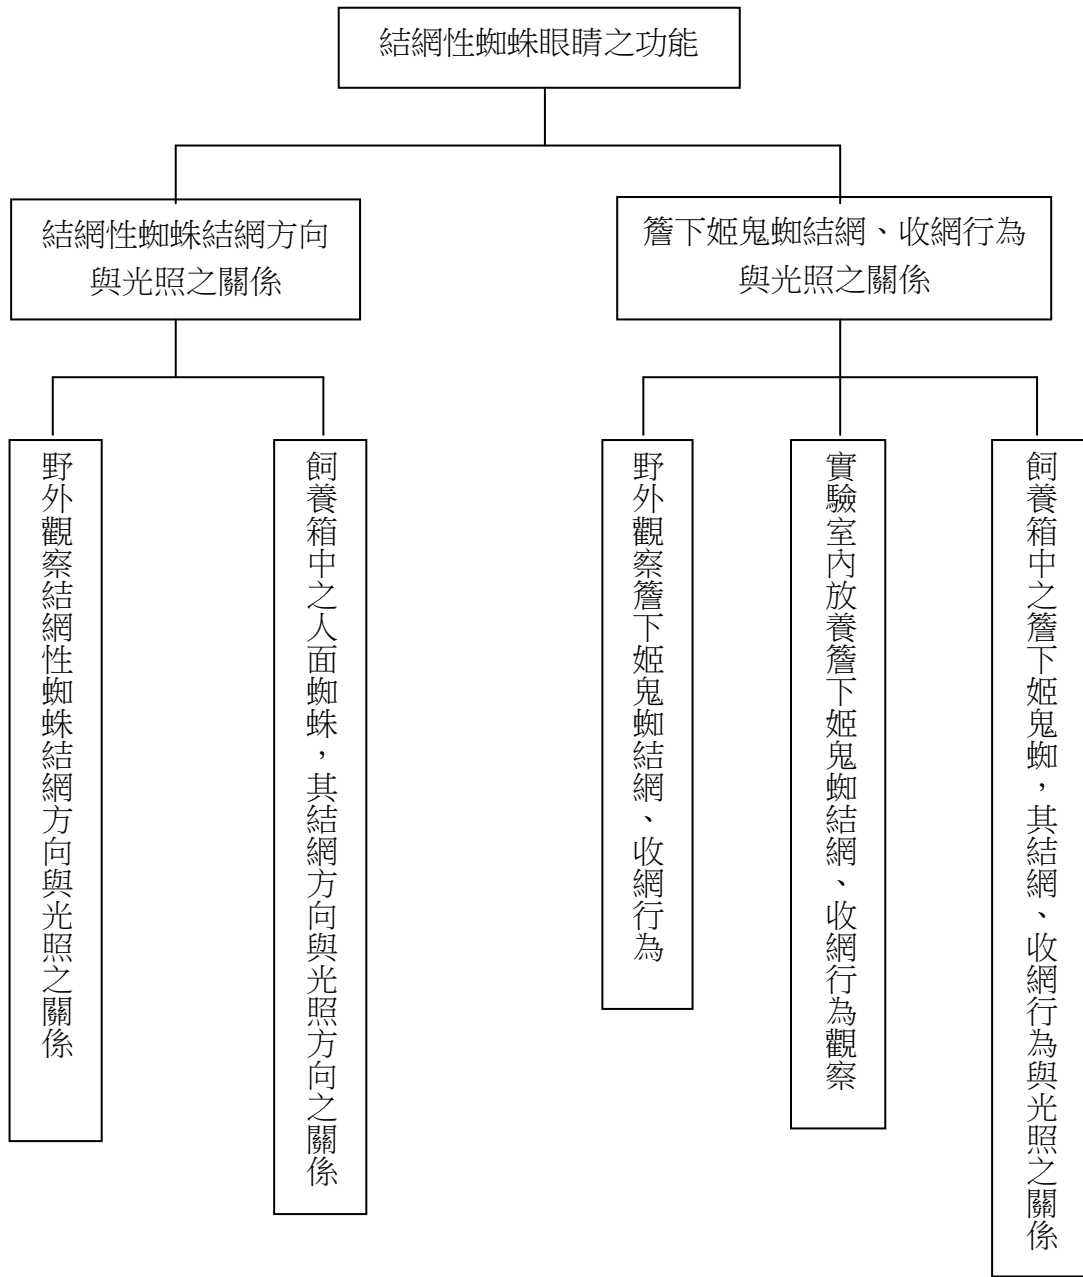 結網性蜘蛛眼睛之功能
結網性蜘蛛結網方向
與光照之關係
簷下姬鬼蜘結網、收網行為
與光照之關係
野外觀察結網性蜘蛛結網方向與光照之關係
飼養箱中之人面蜘蛛，其結網方向與光照方向之關係
野外觀察簷下姬鬼蜘結網、收網行為
實驗室內放養簷下姬鬼蜘結網、收網行為觀察
飼養箱中之簷下姬鬼蜘，其結網、收網行為與光照之關係